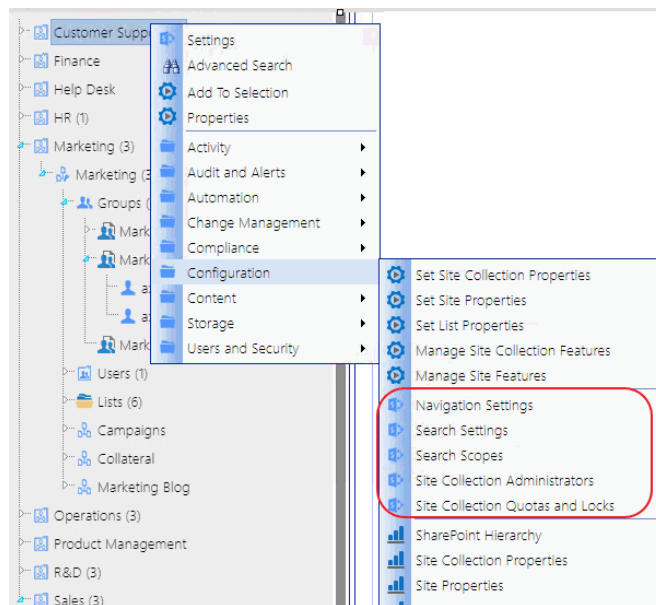 Customer Supp
Finance
Help Desk
HR (1)
Marketing (3)
Marketing (3
Groups (
Mark
Mark
a
a
Mark
Users (1)
Lists (6)
Campaigns
Collateral
Marketing Blog
Operations (3)
Product Management
R&D (3)
Sales (3)
Settings
Advanced Search
Add To Selection
Properties
Activity
Audit and Alerts
Automation
Change Management
Compliance
Configuration
Content
Storage
Users and Security
Set Site Collection Properties
Set Site Properties
Set List Properties
Manage Site Collection Features
Manage Site Features
Navigation Settings
Search Settings
Search Scopes
Site Collection Administrators
Site Collection Quotas and Locks
SharePoint Hierarchy
Site Collection Properties
Site Properties